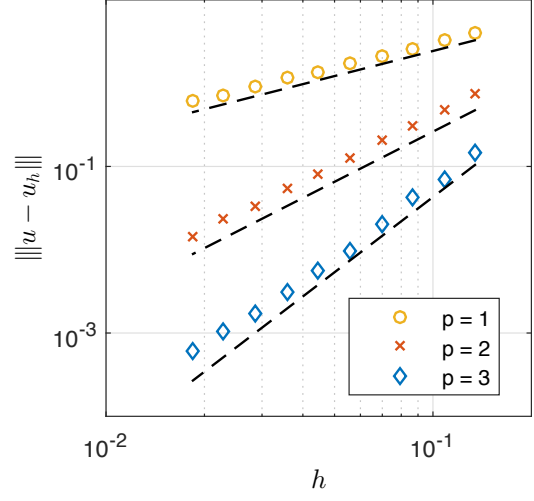 10^-1
10^-3
|||u − u_h|||
p = 1
p = 2
p = 3
10^-2
10^-1
h